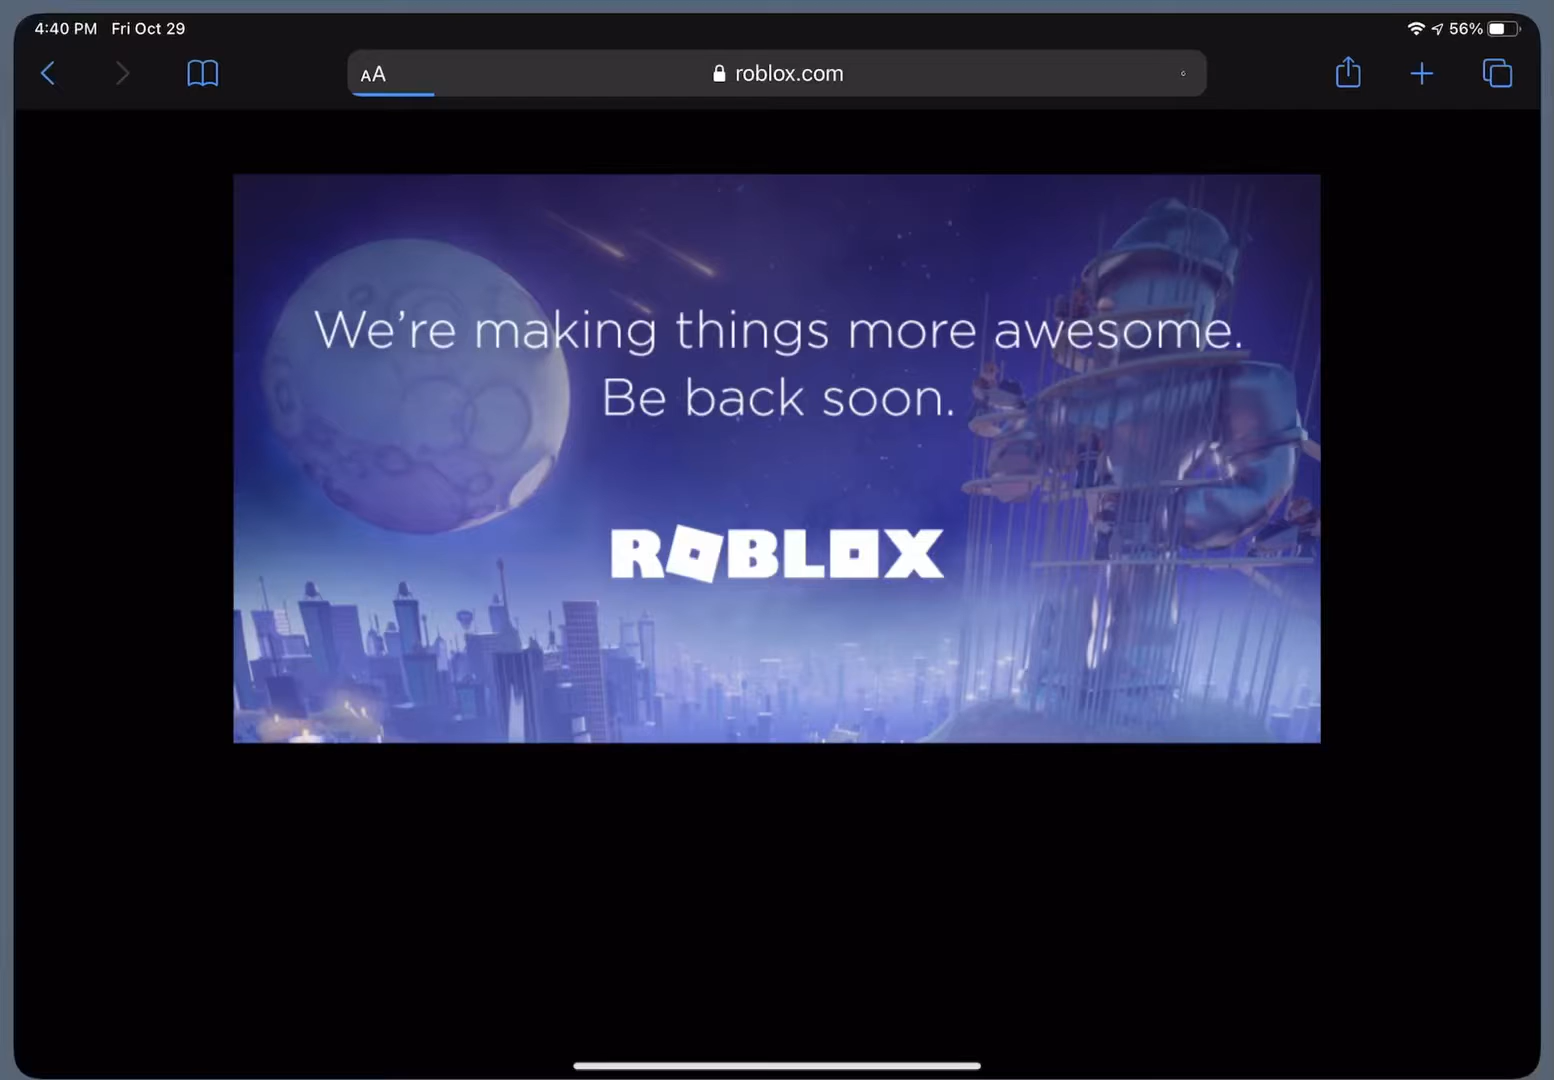 4:40 PM Fri Oct 29
56%
AA
roblox.com
We’re making things more awesome.
Be back soon.
ROBLOX